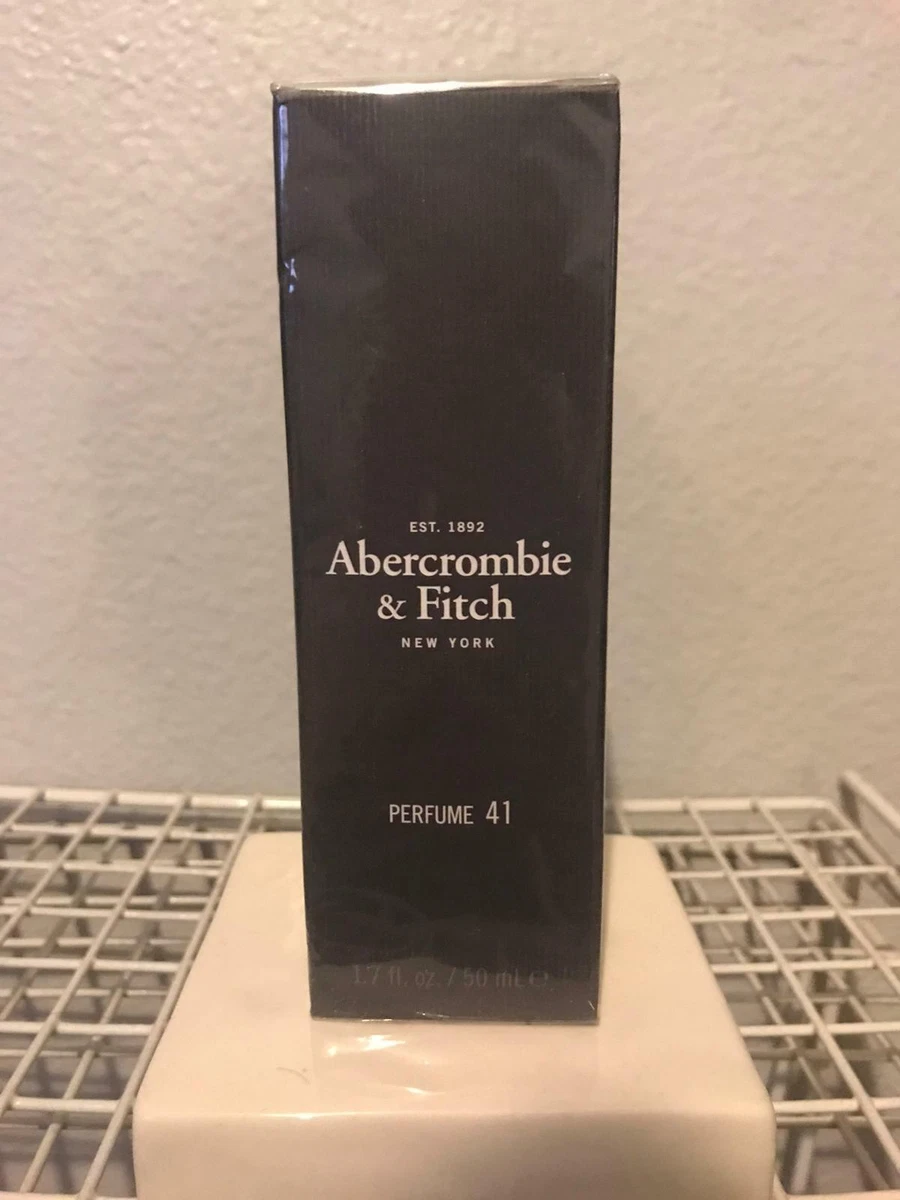 EST. 1892
Abercrombie
& Fitch
NEW YORK
PERFUME 41
1.7 fl. oz. / 50 mL ℮